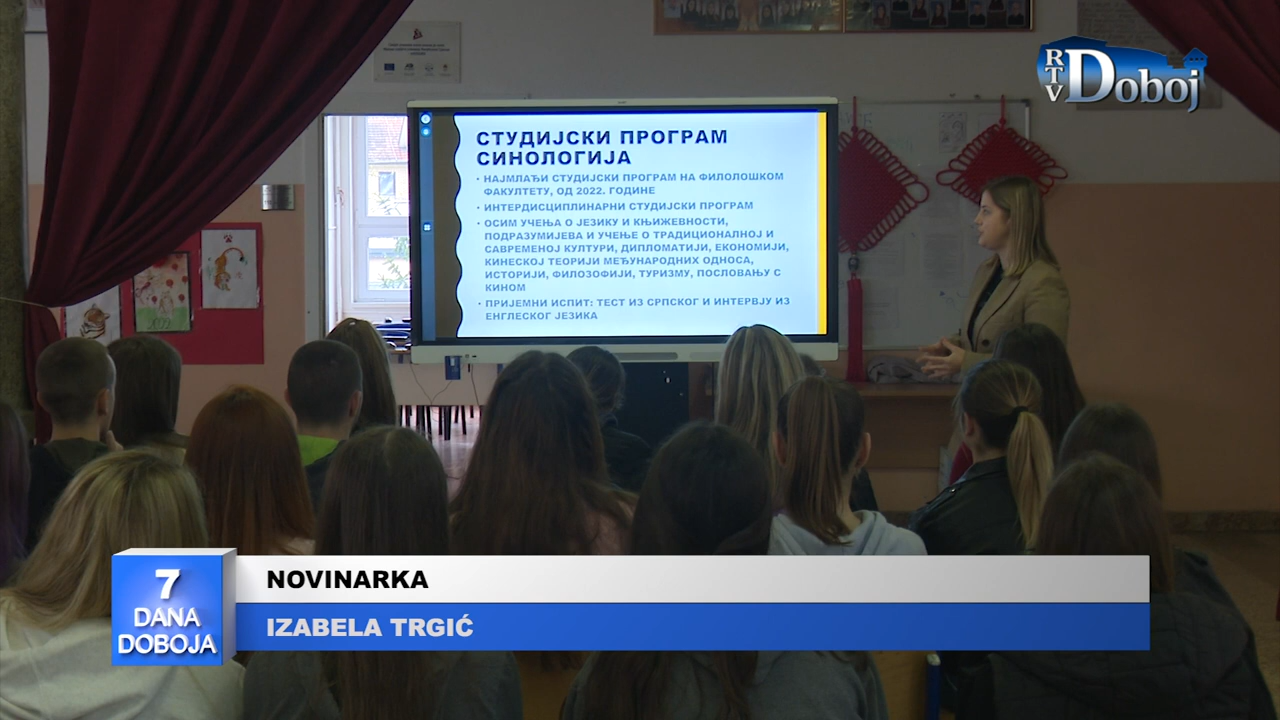 RTV Doboj
СТУДИЈСКИ ПРОГРАМ
СИНОЛОГИЈА
• НАЈМЛАЂИ СТУДИЈСКИ ПРОГРАМ НА ФИЛОЛОШКОМ
ФАКУЛТЕТУ, ОД 2022. ГОДИНЕ
• ИНТЕРДИСЦИПЛИНАРНИ СТУДИЈСКИ ПРОГРАМ
• ОСИМ УЧЕЊА О ЈЕЗИКУ И КЊИЖЕВНОСТИ,
ПОДРАЗУМИЈЕВА И УЧЕЊЕ О ТРАДИЦИОНАЛНОЈ И
САВРЕМЕНОЈ КУЛТУРИ, ДИПЛОМАТИЈИ, ЕКОНОМИЈИ,
КИНЕСКОЈ ТЕОРИЈИ МЕЂУНАРОДНИХ ОДНОСА,
ИСТОРИЈИ, ФИЛОЗОФИЈИ, ТУРИЗМУ, ПОСЛОВАЊУ С
КИНОМ
• ПРИЈЕМНИ ИСПИТ: ТЕСТ ИЗ СРПСКОГ И ИНТЕРВЈУ ИЗ
ЕНГЛЕСКОГ ЈЕЗИКА
2022
7
DANA
DOBOJA
NOVINARKA
IZABELA TRGIĆ